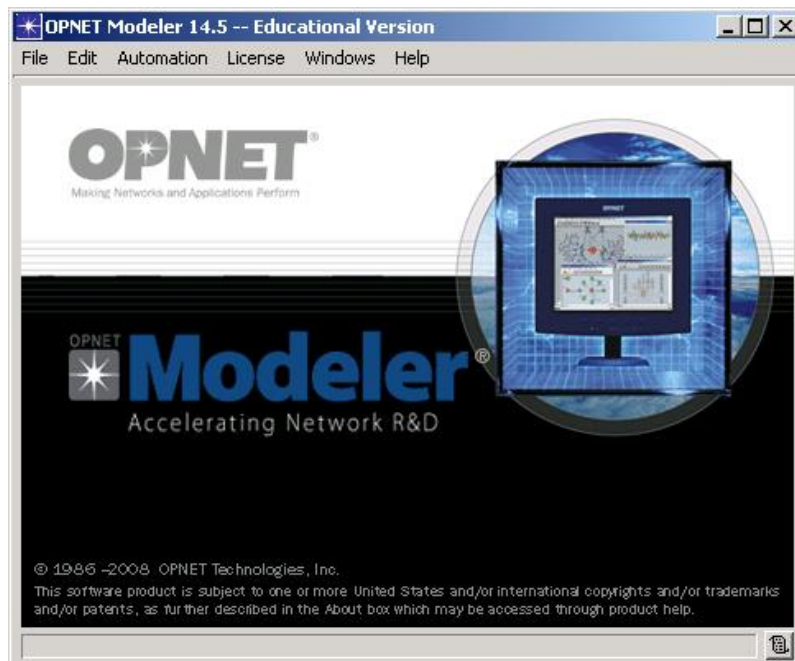 OPNET Modeler 14.5 -- Educational Version
File Edit Automation License Windows Help
OPNET®
Making Networks and Applications Perform
OPNET
OPNET
Modeler®
Accelerating Network R&D
© 1986 –2008 OPNET Technologies, Inc.
This software product is subject to one or more United States and/or international copyrights and/or trademarks
and/or patents, as further described in the About box which may be accessed through product help.